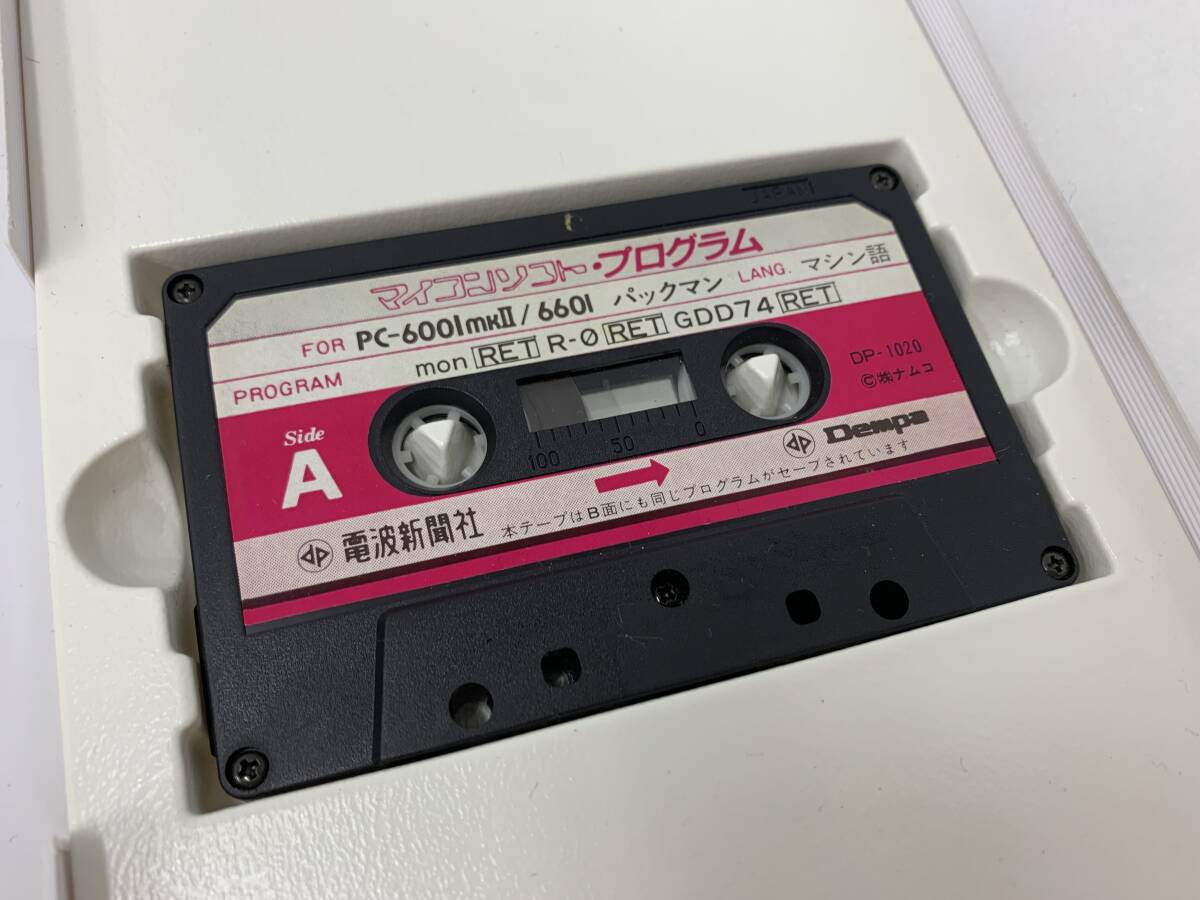 JAPAN
マイコンソフト・プログラム
FOR PC-6001mkII/6601 パックマン LANG. マシン語
PROGRAM mon RET R-0 RET GDD74 RET
DP-1020
©㈱ナムコ
Side
A
100 50 0
電波新聞社 本テープはB面にも同じプログラムがセーブされています
Dempa